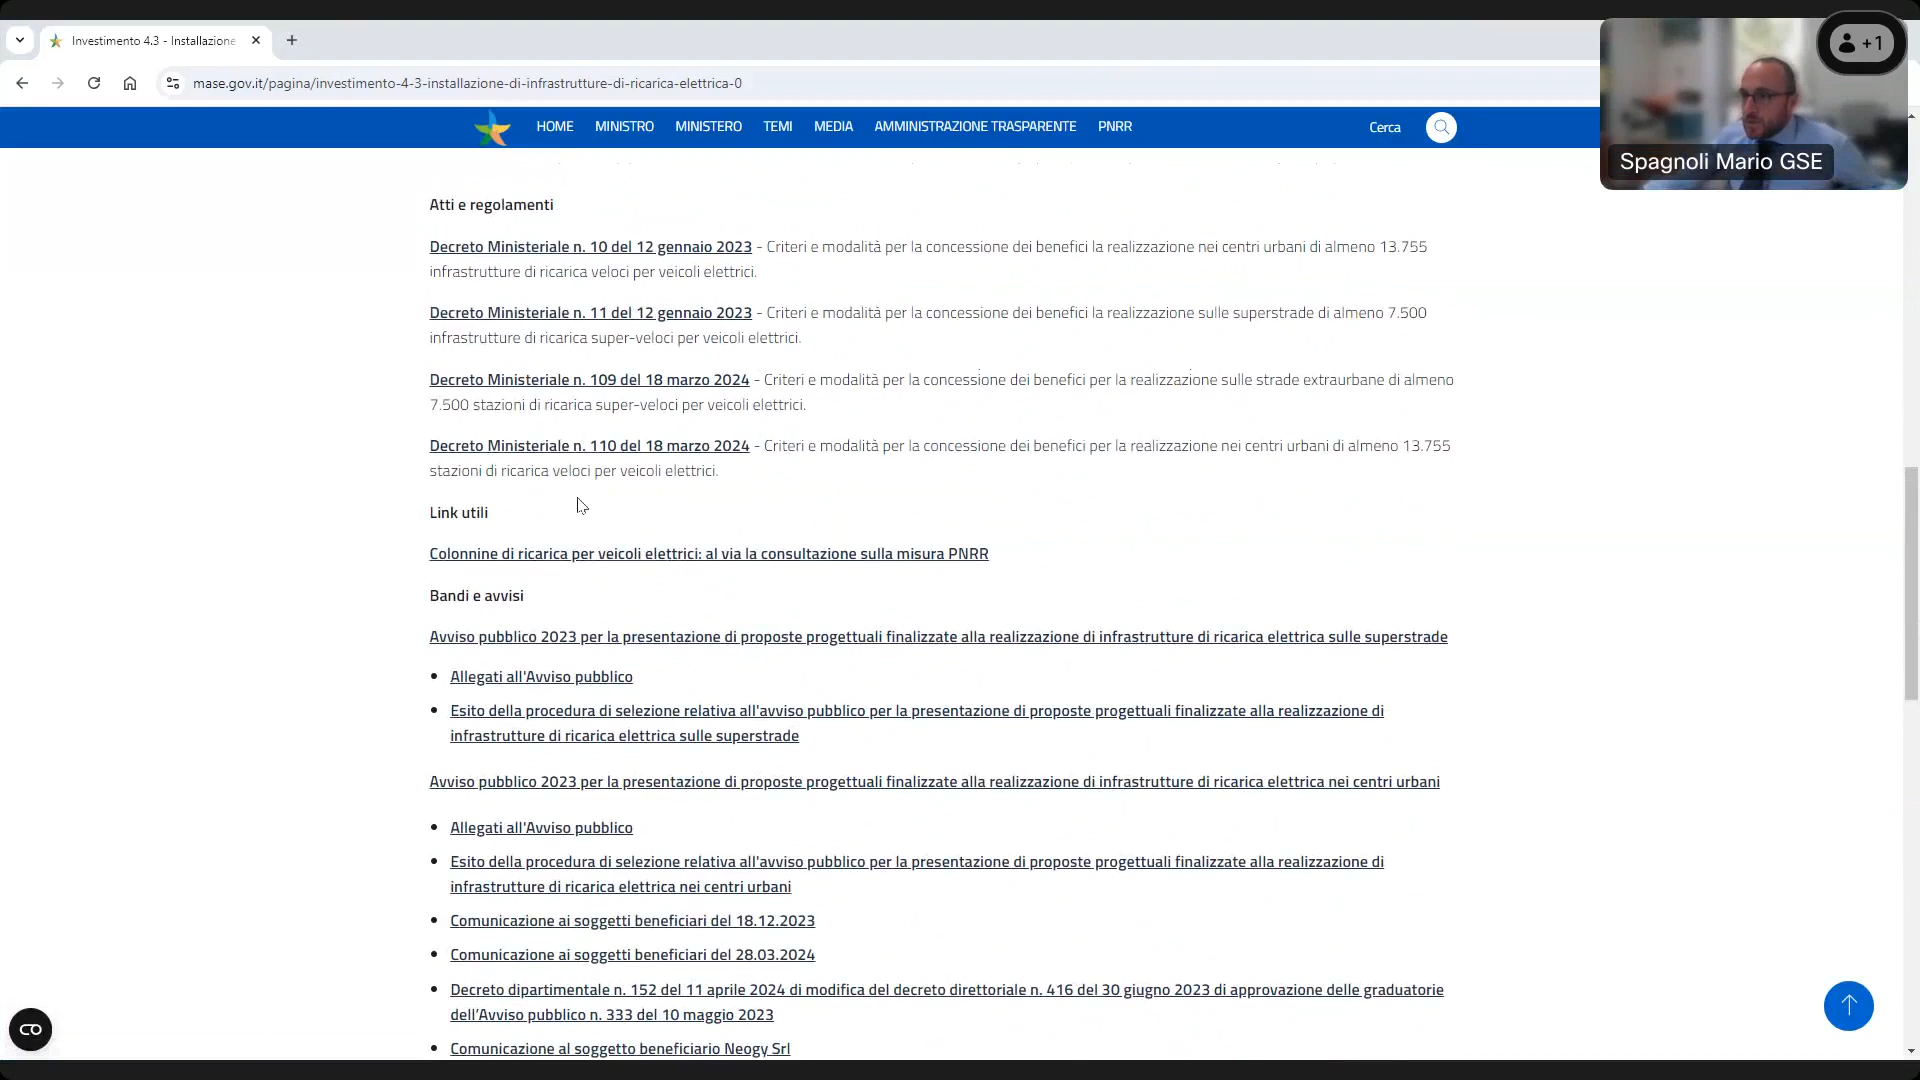 Investimento 4.3 - Installazione
mase.gov.it/pagina/investimento-4-3-installazione-di-infrastrutture-di-ricarica-elettrica-0
+1
Spagnoli Mario GSE
HOME MINISTRO MINISTERO TEMI MEDIA AMMINISTRAZIONE TRASPARENTE PNRR Cerca
Atti e regolamenti
Decreto Ministeriale n. 10 del 12 gennaio 2023 - Criteri e modalità per la concessione dei benefici la realizzazione nei centri urbani di almeno 13.755
infrastrutture di ricarica veloci per veicoli elettrici.
Decreto Ministeriale n. 11 del 12 gennaio 2023 - Criteri e modalità per la concessione dei benefici la realizzazione sulle superstrade di almeno 7.500
infrastrutture di ricarica super-veloci per veicoli elettrici.
Decreto Ministeriale n. 109 del 18 marzo 2024 - Criteri e modalità per la concessione dei benefici per la realizzazione sulle strade extraurbane di almeno
7.500 stazioni di ricarica super-veloci per veicoli elettrici.
Decreto Ministeriale n. 110 del 18 marzo 2024 - Criteri e modalità per la concessione dei benefici per la realizzazione nei centri urbani di almeno 13.755
stazioni di ricarica veloci per veicoli elettrici.
Link utili
Colonnine di ricarica per veicoli elettrici: al via la consultazione sulla misura PNRR
Bandi e avvisi
Avviso pubblico 2023 per la presentazione di proposte progettuali finalizzate alla realizzazione di infrastrutture di ricarica elettrica sulle superstrade
• Allegati all'Avviso pubblico
• Esito della procedura di selezione relativa all'avviso pubblico per la presentazione di proposte progettuali finalizzate alla realizzazione di
infrastrutture di ricarica elettrica sulle superstrade
Avviso pubblico 2023 per la presentazione di proposte progettuali finalizzate alla realizzazione di infrastrutture di ricarica elettrica nei centri urbani
• Allegati all'Avviso pubblico
• Esito della procedura di selezione relativa all'avviso pubblico per la presentazione di proposte progettuali finalizzate alla realizzazione di
infrastrutture di ricarica elettrica nei centri urbani
• Comunicazione ai soggetti beneficiari del 18.12.2023
• Comunicazione ai soggetti beneficiari del 28.03.2024
• Decreto dipartimentale n. 152 del 11 aprile 2024 di modifica del decreto direttoriale n. 416 del 30 giugno 2023 di approvazione delle graduatorie
dell'Avviso pubblico n. 333 del 10 maggio 2023
• Comunicazione al soggetto beneficiario Neogy Srl